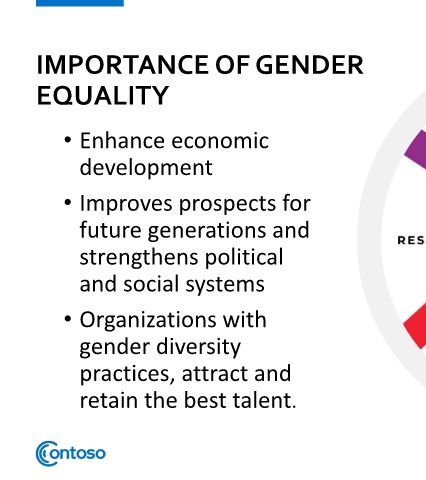 IMPORTANCE OF GENDER
EQUALITY
• Enhance economic
development
• Improves prospects for
future generations and
strengthens political
and social systems
• Organizations with
gender diversity
practices, attract and
retain the best talent.
RES
Contoso